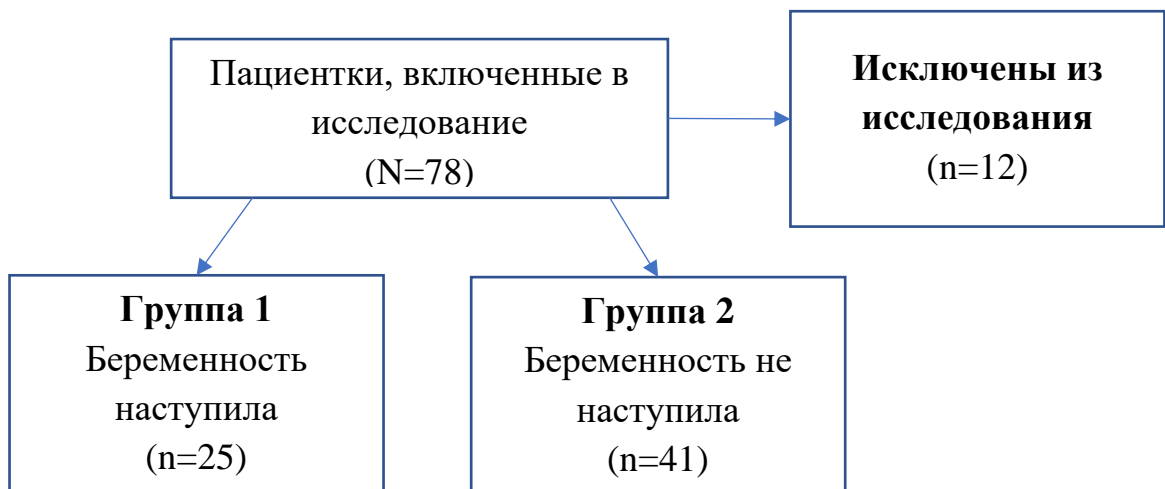 Пациентки, включенные в
исследование
(N=78)
Исключены из
исследования
(n=12)
Группа 1
Беременность
наступила
(n=25)
Группа 2
Беременность не
наступила
(n=41)